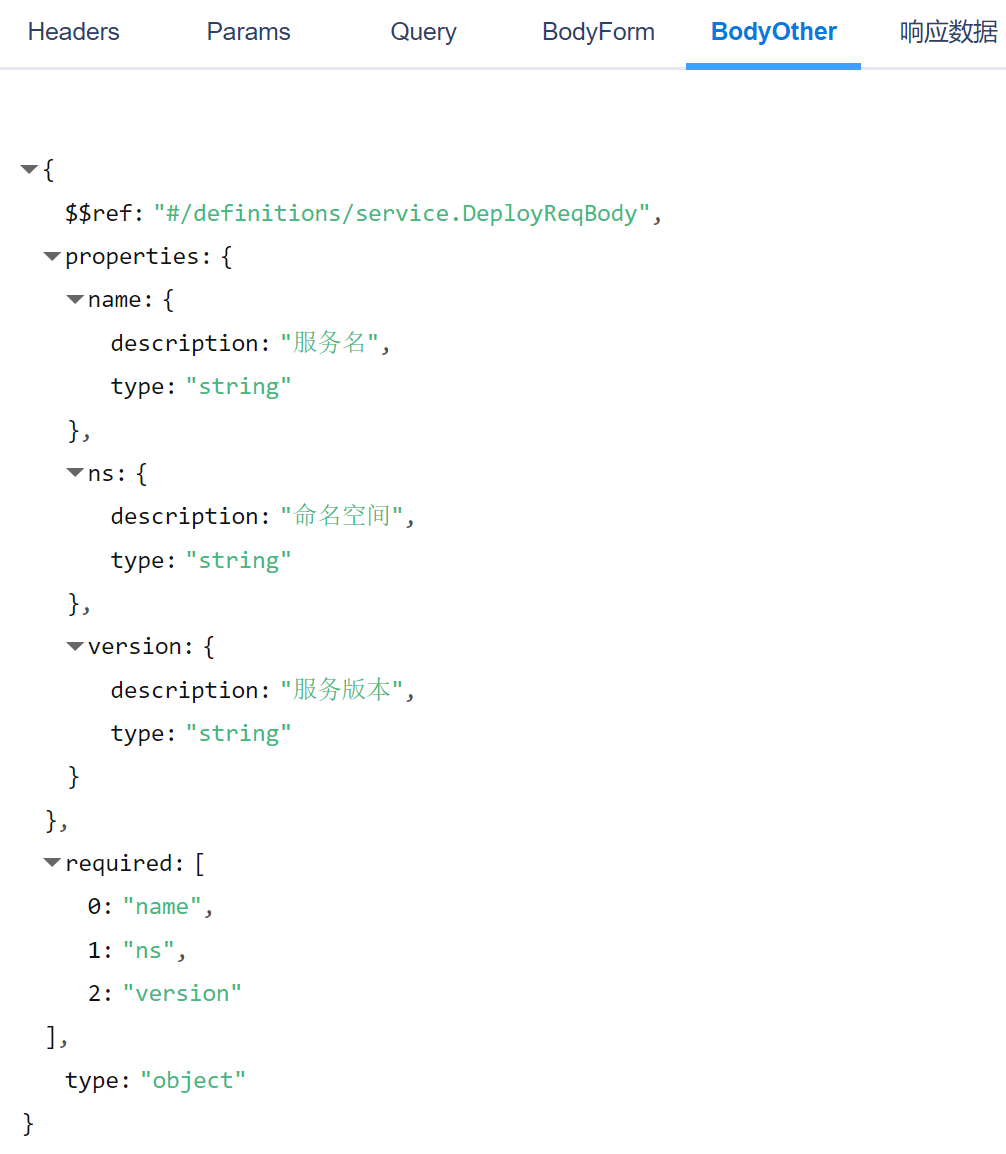 Headers Params Query BodyForm BodyOther 响应数据
{
$$ref: "#/definitions/service.DeployReqBody",
properties: {
name: {
description: "服务名",
type: "string"
},
ns: {
description: "命名空间",
type: "string"
},
version: {
description: "服务版本",
type: "string"
}
},
required: [
0: "name",
1: "ns",
2: "version"
],
type: "object"
}